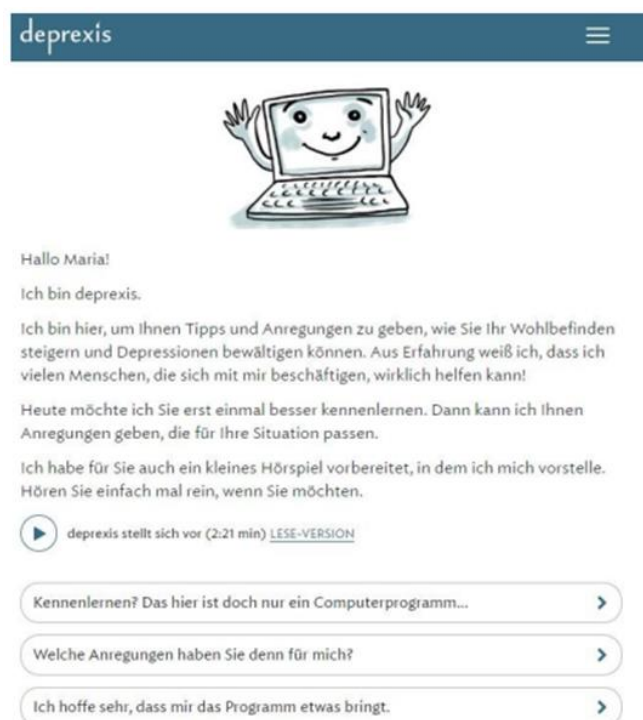 deprexis
Hallo Maria!
Ich bin deprexis.
Ich bin hier, um Ihnen Tipps und Anregungen zu geben, wie Sie Ihr Wohlbefinden
steigern und Depressionen bewältigen können. Aus Erfahrung weiß ich, dass ich
vielen Menschen, die sich mit mir beschäftigen, wirklich helfen kann!
Heute möchte ich Sie erst einmal besser kennenlernen. Dann kann ich Ihnen
Anregungen geben, die für Ihre Situation passen.
Ich habe für Sie auch ein kleines Hörspiel vorbereitet, in dem ich mich vorstelle.
Hören Sie einfach mal rein, wenn Sie möchten.
deprexis stellt sich vor (2:21 min) LESE-VERSION
Kennenlernen? Das hier ist doch nur ein Computerprogramm...
Welche Anregungen haben Sie denn für mich?
Ich hoffe sehr, dass mir das Programm etwas bringt.